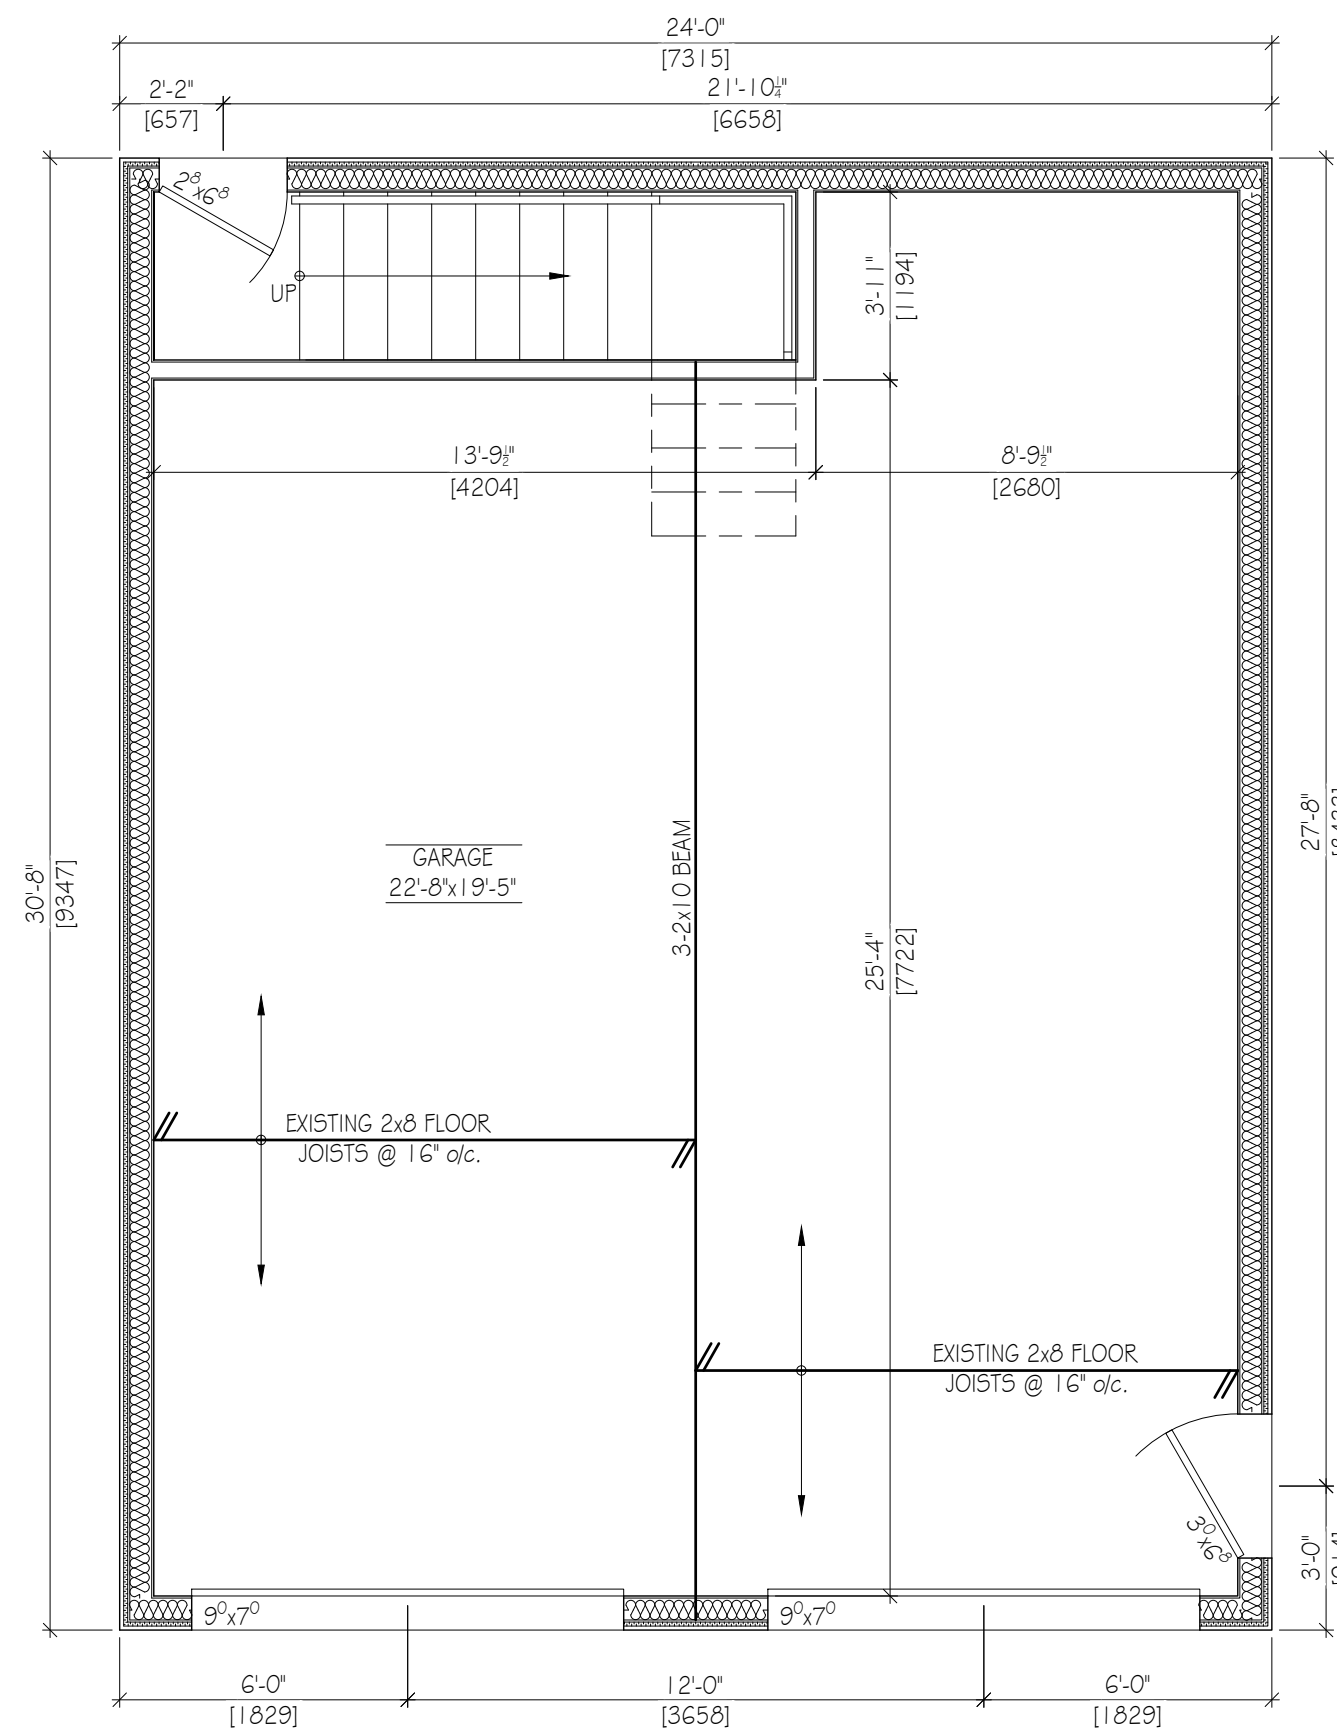 24'-0"
[7315]
2'-2"
[657]
21'-10¼"
[6658]
2⁸x6⁸
UP
3'-11"
[1194]
13'-9½"
[4204]
8'-9½"
[2680]
30'-8"
[9347]
GARAGE
22'-8"x19'-5"
3-2x10 BEAM
25'-4"
[7722]
27'-8"
EXISTING 2x8 FLOOR
JOISTS @ 16" o/c.
EXISTING 2x8 FLOOR
JOISTS @ 16" o/c.
3⁰x6⁸
3'-0"
9⁰x7⁰
9⁰x7⁰
6'-0"
[1829]
12'-0"
[3658]
6'-0"
[1829]